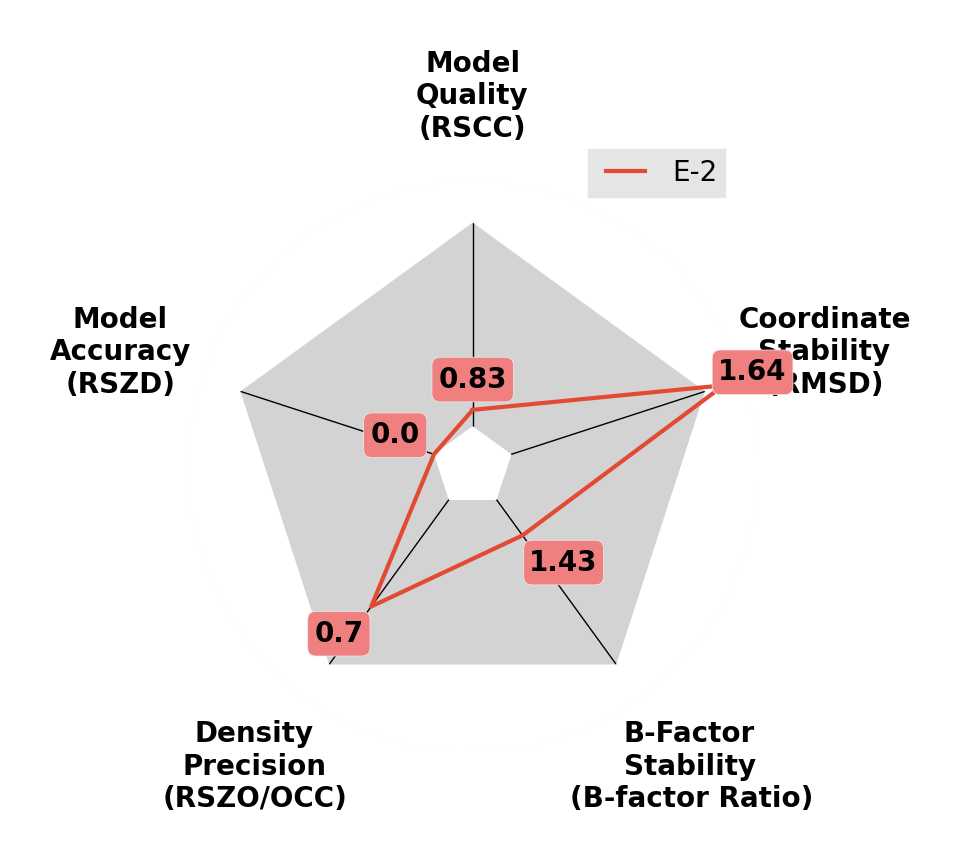 Model
Quality
(RSCC)
E-2
Model
Accuracy
(RSZD)
Coordinate
Stability
(RMSD)
1.64
0.83
0.0
1.43
0.7
Density
Precision
(RSZO/OCC)
B-Factor
Stability
(B-factor Ratio)